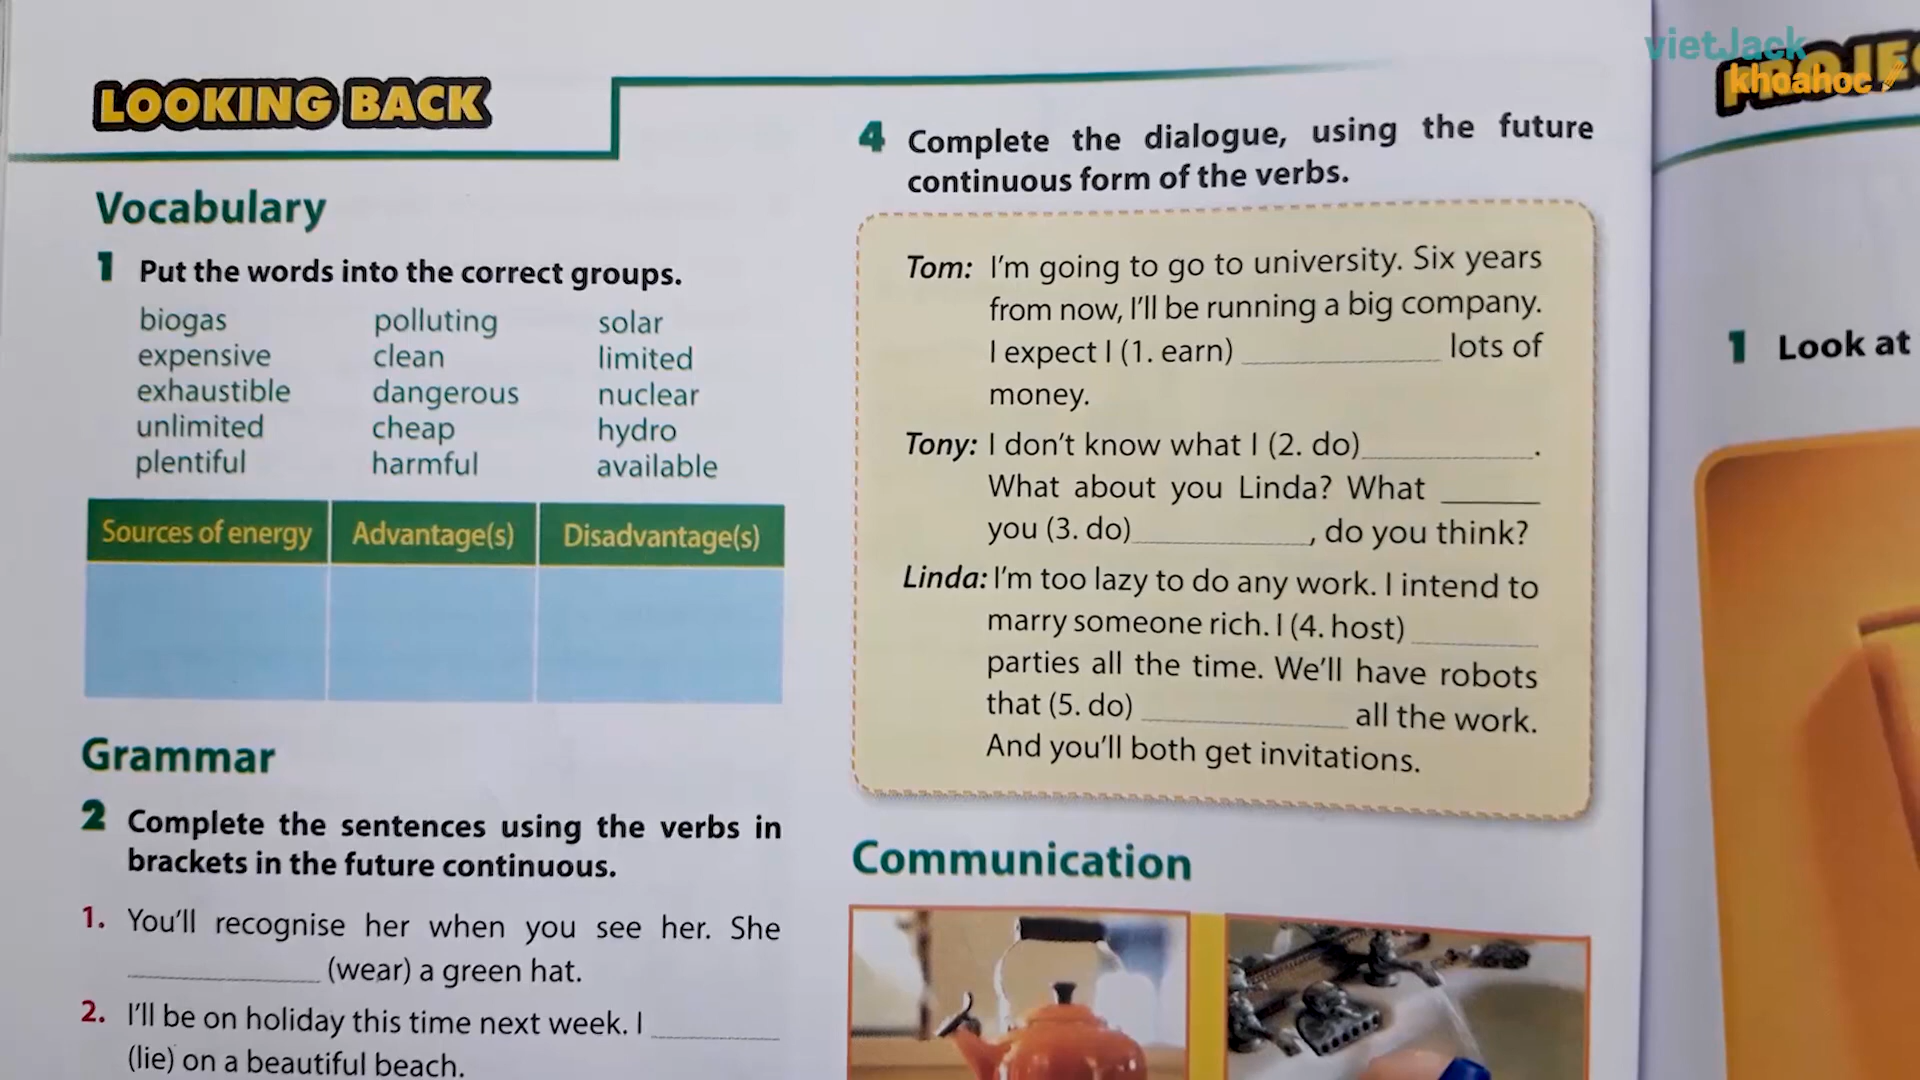 LOOKING BACK
Vocabulary
1 Put the words into the correct groups.
biogas polluting solar
expensive clean limited
exhaustible dangerous nuclear
unlimited cheap hydro
plentiful harmful available
Sources of energy Advantage(s) Disadvantage(s)
Grammar
2 Complete the sentences using the verbs in
brackets in the future continuous.
1. You'll recognise her when you see her. She
____________ (wear) a green hat.
2. I'll be on holiday this time next week. I ________
(lie) on a beautiful beach.
4 Complete the dialogue, using the future
continuous form of the verbs.
Tom: I'm going to go to university. Six years
from now, I'll be running a big company.
I expect I (1. earn) ____________ lots of
money.
Tony: I don't know what I (2. do)__________.
What about you Linda? What ______
you (3. do)___________, do you think?
Linda: I'm too lazy to do any work. I intend to
marry someone rich. I (4. host) ________
parties all the time. We'll have robots
that (5. do) ____________ all the work.
And you'll both get invitations.
Communication
vietJack
khoahoc
1 Look at